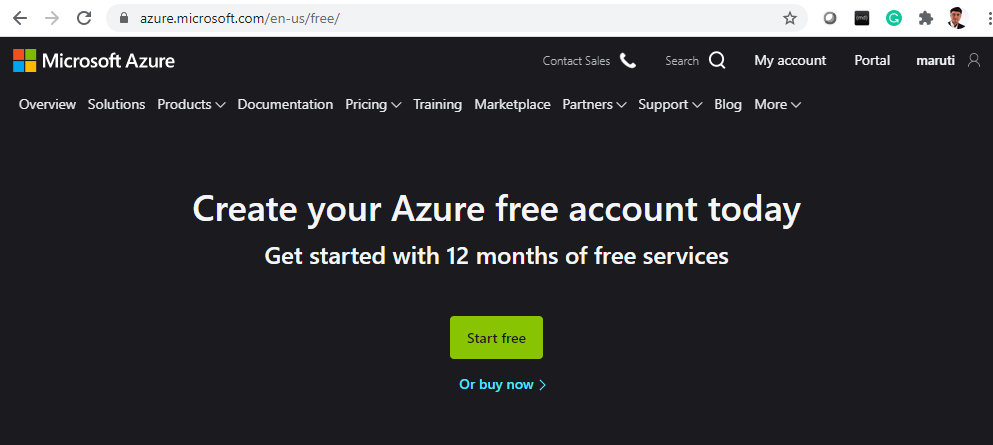 azure.microsoft.com/en-us/free/
Microsoft Azure
Contact Sales
Search
My account
Portal
maruti
Overview Solutions Products Documentation Pricing Training Marketplace Partners Support Blog More
Create your Azure free account today
Get started with 12 months of free services
Start free
Or buy now